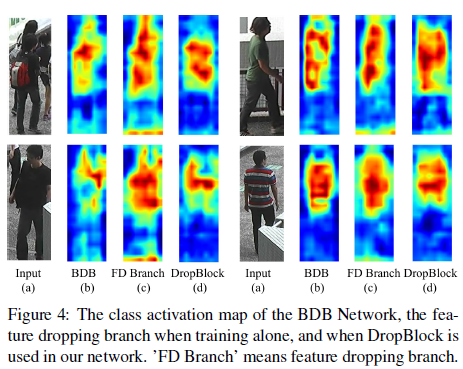 Input BDB FD Branch DropBlock Input BDB FD Branch DropBlock
(a) (b) (c) (d) (a) (b) (c) (d)
Figure 4: The class activation map of the BDB Network, the fea-
ture dropping branch when training alone, and when DropBlock is
used in our network. ’FD Branch’ means feature dropping branch.